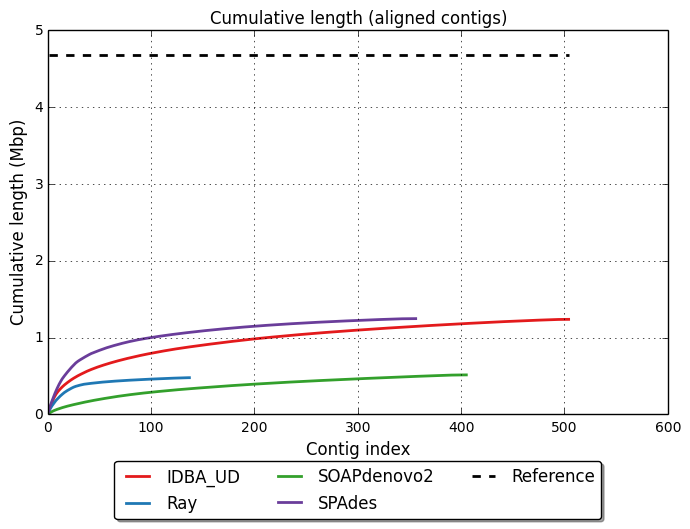 Cumulative length (aligned contigs)
5
4
3
2
1
0
Cumulative length (Mbp)
0 100 200 300 400 500 600
Contig index
IDBA_UD SOAPdenovo2 Reference
Ray SPAdes